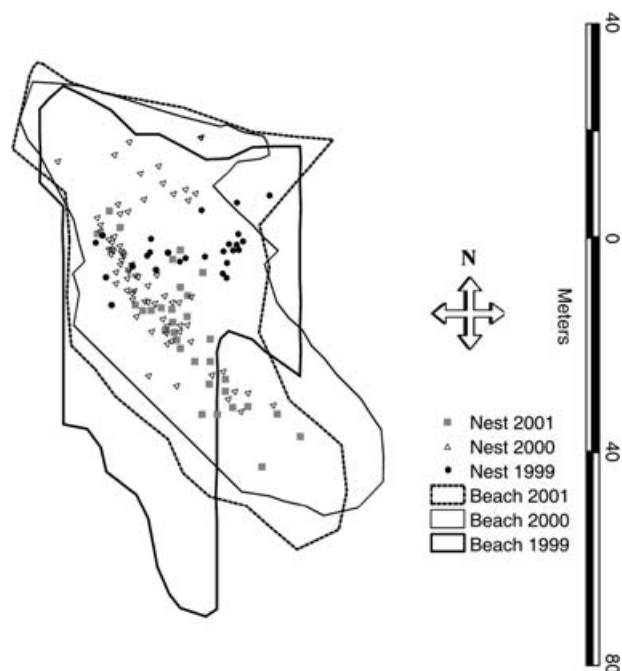 40
0
40
80
Meters
N
Nest 2001
Nest 2000
Nest 1999
Beach 2001
Beach 2000
Beach 1999